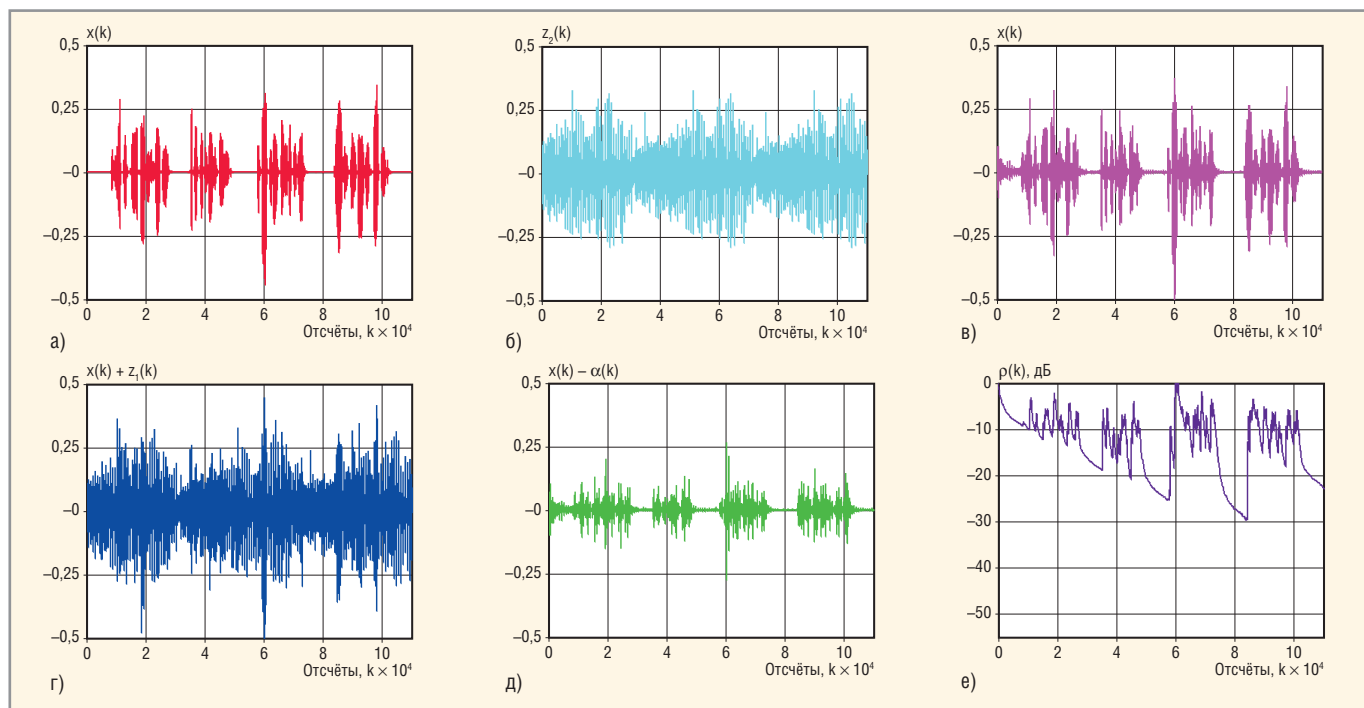 x(k)
0,5
0,25
–0
–0,25
–0,5
0 2 4 6 8 10
Отсчёты, k × 10⁴
а)
z₂(k)
0,5
0,25
–0
–0,25
–0,5
0 2 4 6 8 10
Отсчёты, k × 10⁴
б)
x(k)
0,5
0,25
–0
–0,25
–0,5
0 2 4 6 8 10
Отсчёты, k × 10⁴
в)
x(k) + z₁(k)
0,5
0,25
–0
–0,25
–0,5
0 2 4 6 8 10
Отсчёты, k × 10⁴
г)
x(k) – α(k)
0,5
0,25
–0
–0,25
–0,5
0 2 4 6 8 10
Отсчёты, k × 10⁴
д)
ρ(k), дБ
0
–10
–20
–30
–40
–50
0 2 4 6 8 10
Отсчёты, k × 10⁴
е)